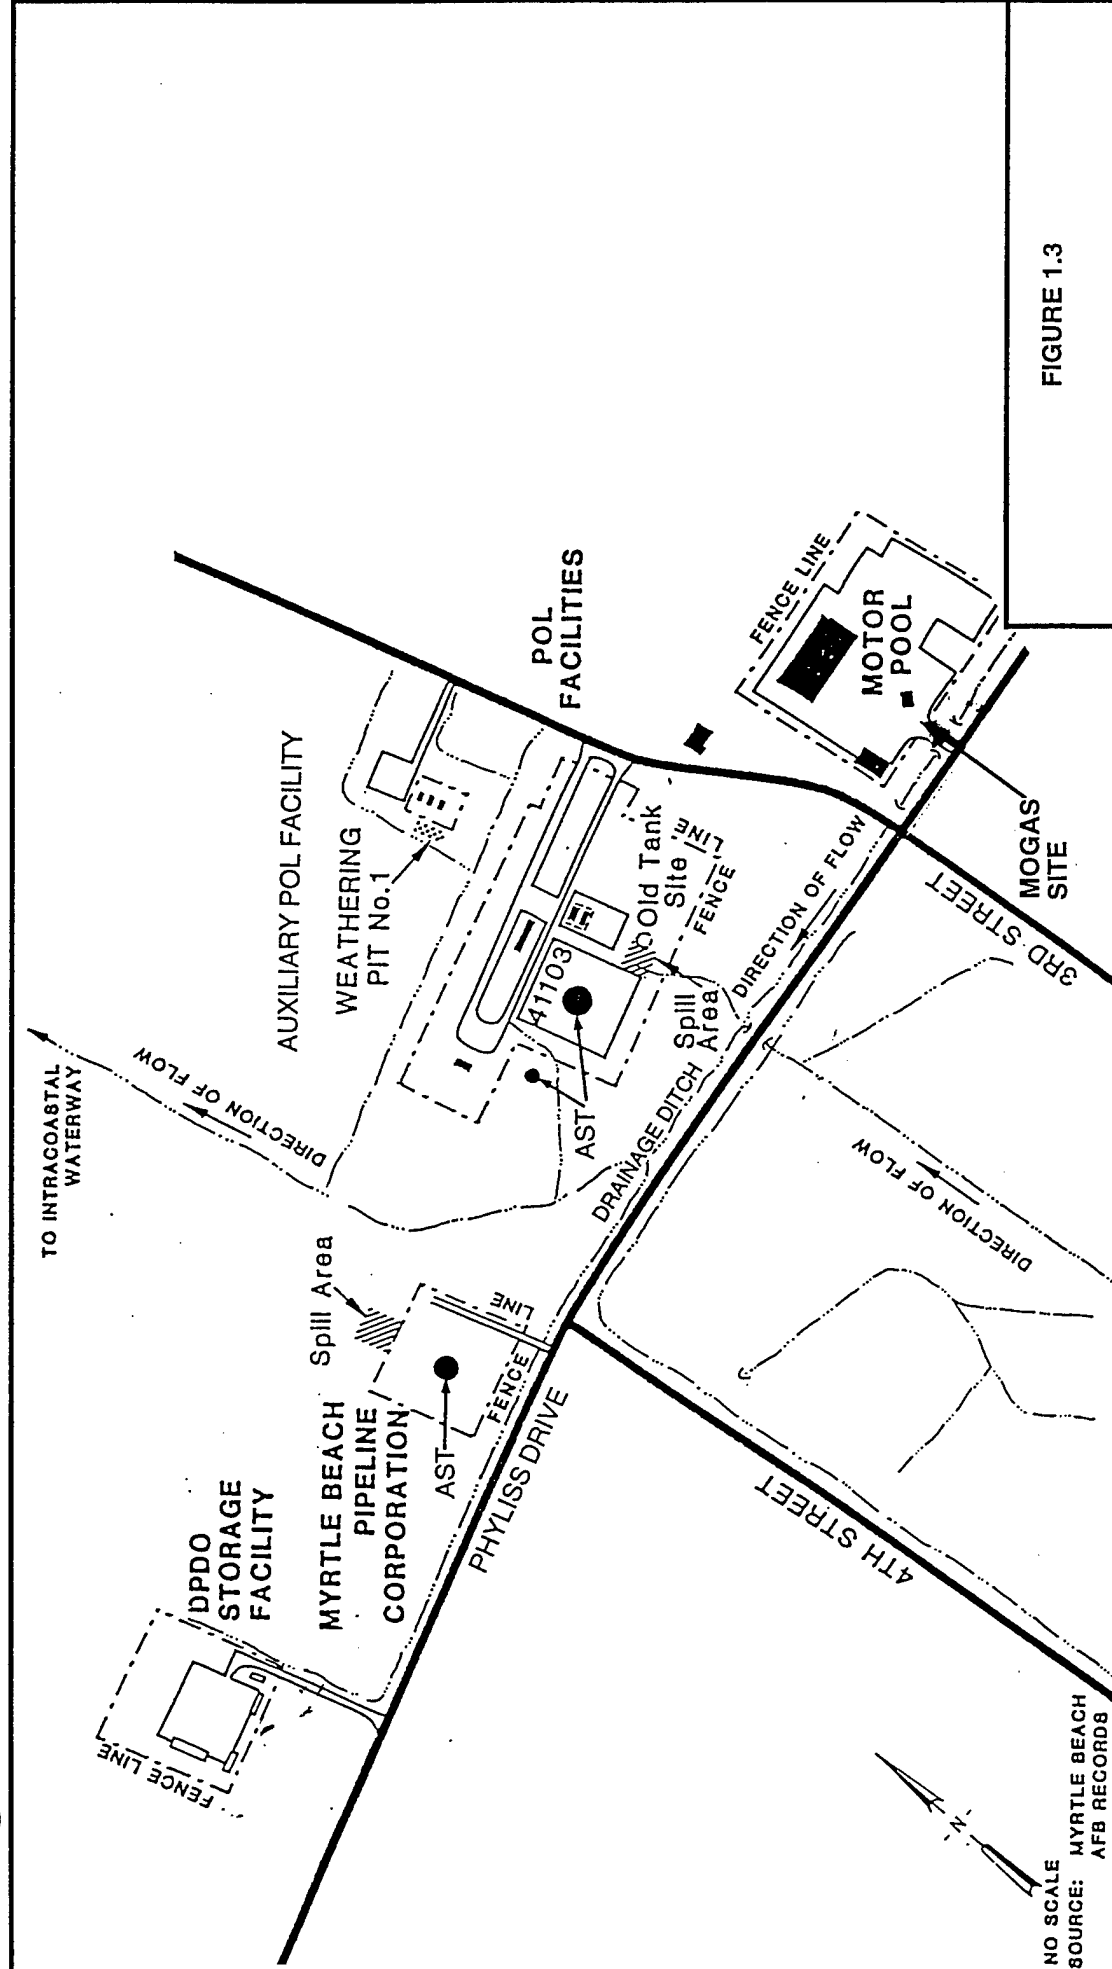 TO INTRACOASTAL
WATERWAY
DIRECTION OF FLOW
AUXILIARY POL FACILITY
WEATHERING
PIT No.1
POL
FACILITIES
DPDO
STORAGE
FACILITY
FENCE LINE
MYRTLE BEACH
PIPELINE
CORPORATION
Spill Area
AST
FENCE
LINE
41103
AST
Old Tank
Site
Spill
Area
FENCE
LINE
FENCE LINE
MOTOR
POOL
MOGAS
SITE
DRAINAGE DITCH
DIRECTION OF FLOW
PHYLISS DRIVE
3RD STREET
4TH STREET
DIRECTION OF FLOW
N
NO SCALE
SOURCE: MYRTLE BEACH
AFB RECORDS
FIGURE 1.3